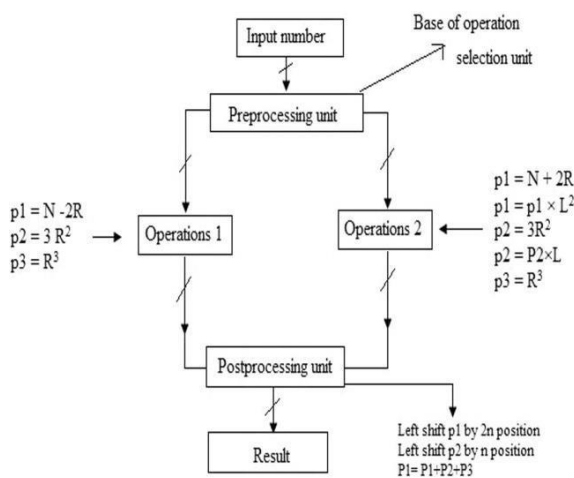 Input number
Base of operation
selection unit
Preprocessing unit
p1 = N -2R
p2 = 3 R²
p3 = R³
Operations 1
Operations 2
p1 = N + 2R
p1 = p1 × L²
p2 = 3R²
p2 = P2×L
p3 = R³
Postprocessing unit
Result
Left shift p1 by 2n position
Left shift p2 by n position
P1= P1+P2+P3